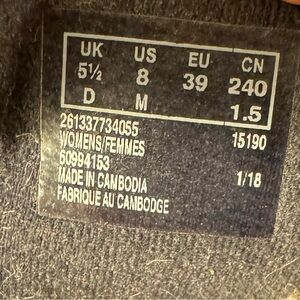 UK US EU CN
5½ 8 39 240
D M 1.5
261337734055
WOMENS/FEMMES 15190
60994153
MADE IN CAMBODIA 1/18
FABRIQUE AU CAMBODGE